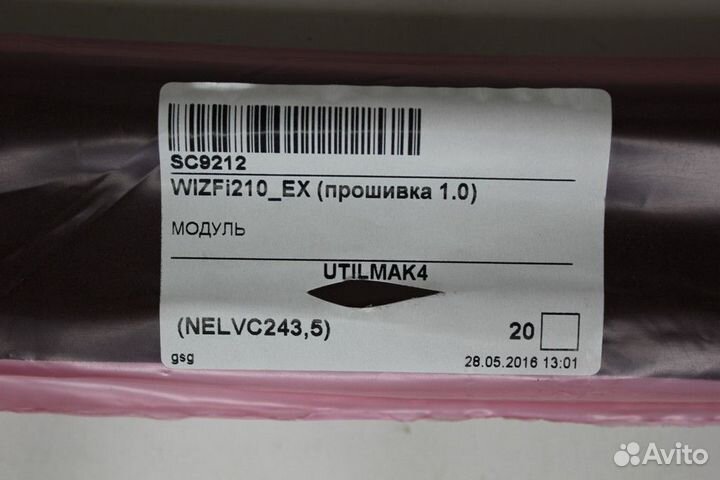 SC9212
WIZFi210_EX (прошивка 1.0)
МОДУЛЬ
UTILMAK4
(NELVC243,5) 20
gsg 28.05.2016 13:01
Avito